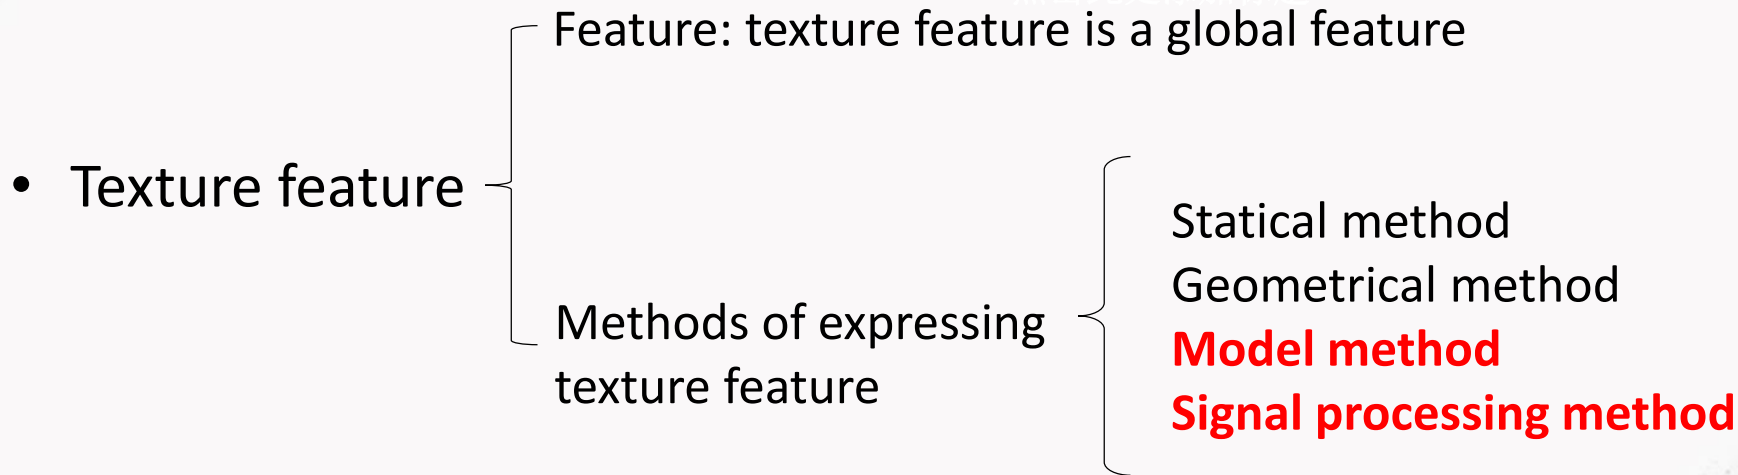 Feature: texture feature is a global feature
• Texture feature
Methods of expressing
texture feature
Statical method
Geometrical method
Model method
Signal processing method